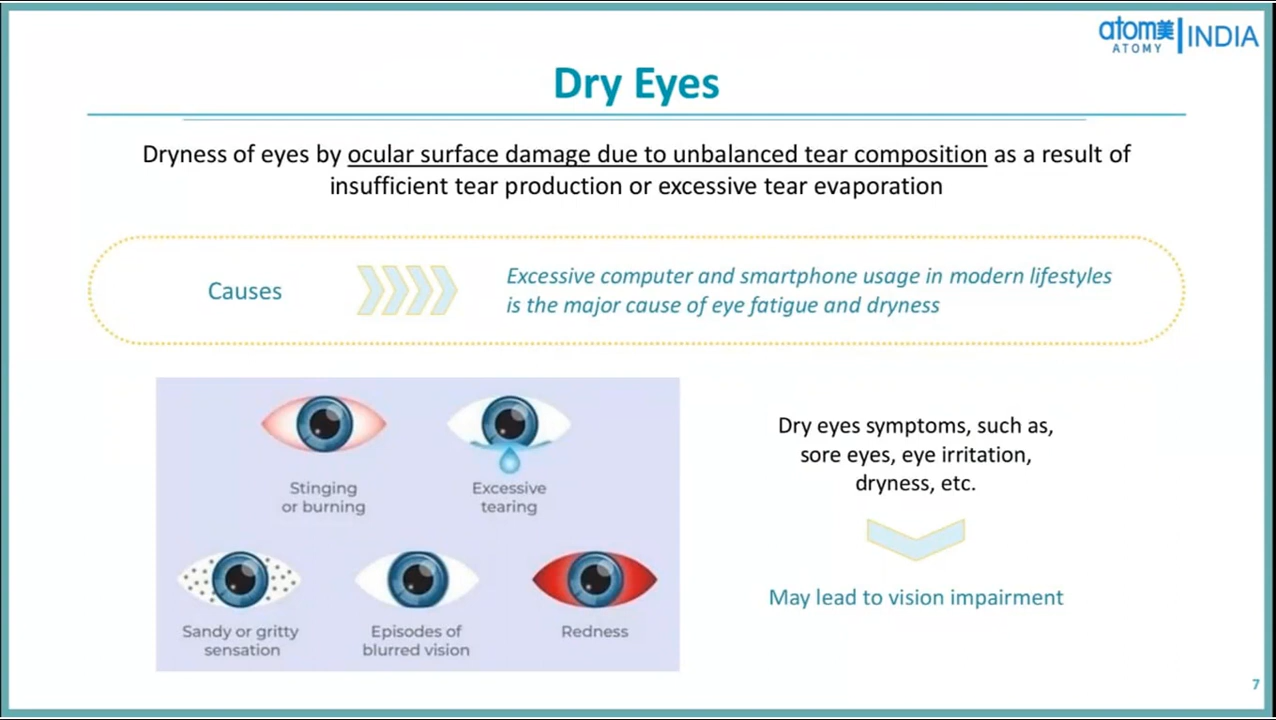 atom美 INDIA
ATOMY
Dry Eyes
Dryness of eyes by ocular surface damage due to unbalanced tear composition as a result of
insufficient tear production or excessive tear evaporation
Causes
Excessive computer and smartphone usage in modern lifestyles
is the major cause of eye fatigue and dryness
Stinging
or burning
Excessive
tearing
Sandy or gritty
sensation
Episodes of
blurred vision
Redness
Dry eyes symptoms, such as,
sore eyes, eye irritation,
dryness, etc.
May lead to vision impairment
7